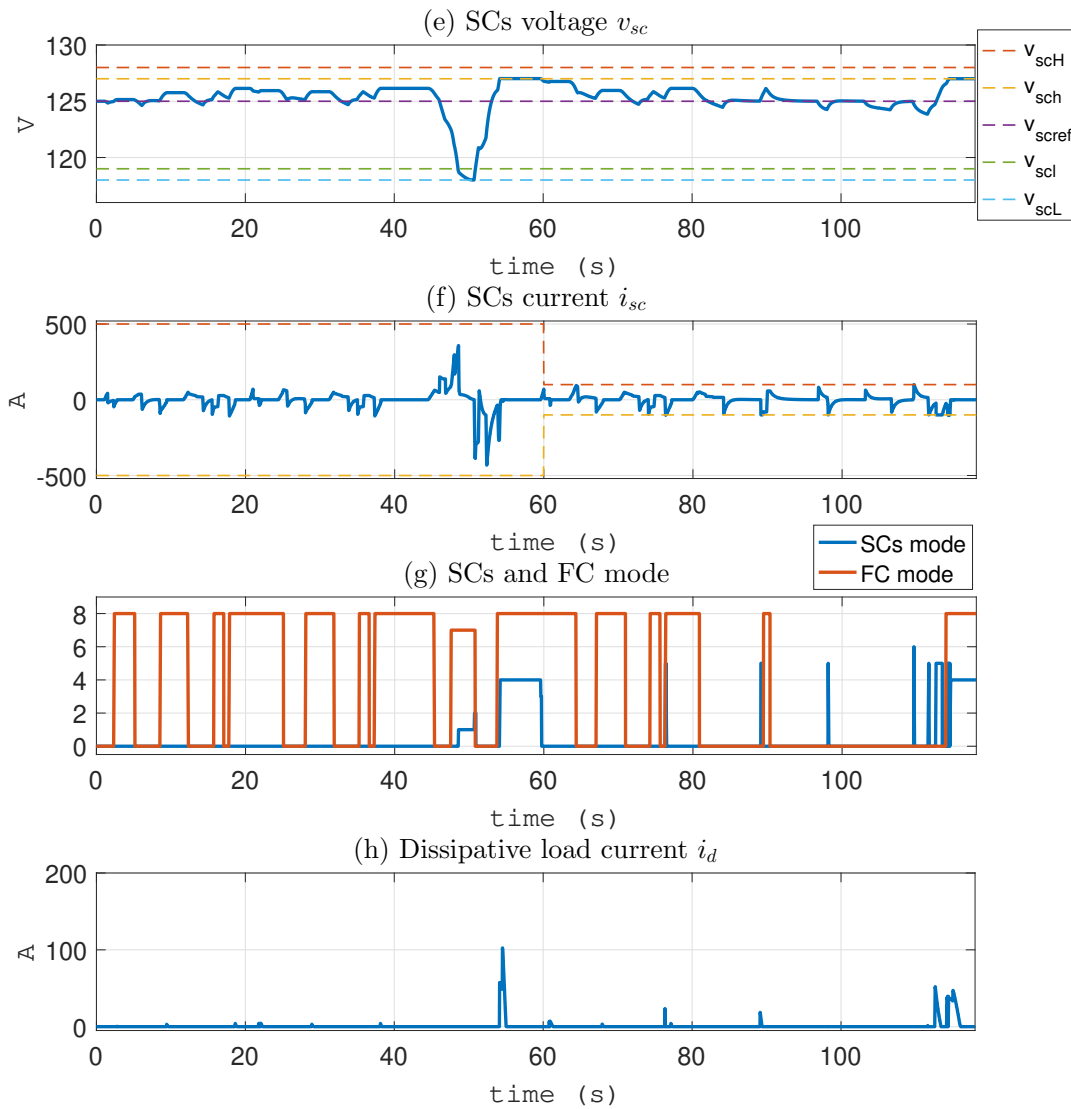 (e) SCs voltage v_sc
130
125
120
V
0 20 40 60 80 100
time (s)
v_scH
v_sch
v_scref
v_scl
v_scL
(f) SCs current i_sc
500
0
-500
A
0 20 40 60 80 100
time (s)
SCs mode
FC mode
(g) SCs and FC mode
8
6
4
2
0
0 20 40 60 80 100
time (s)
(h) Dissipative load current i_d
200
100
0
A
0 20 40 60 80 100
time (s)